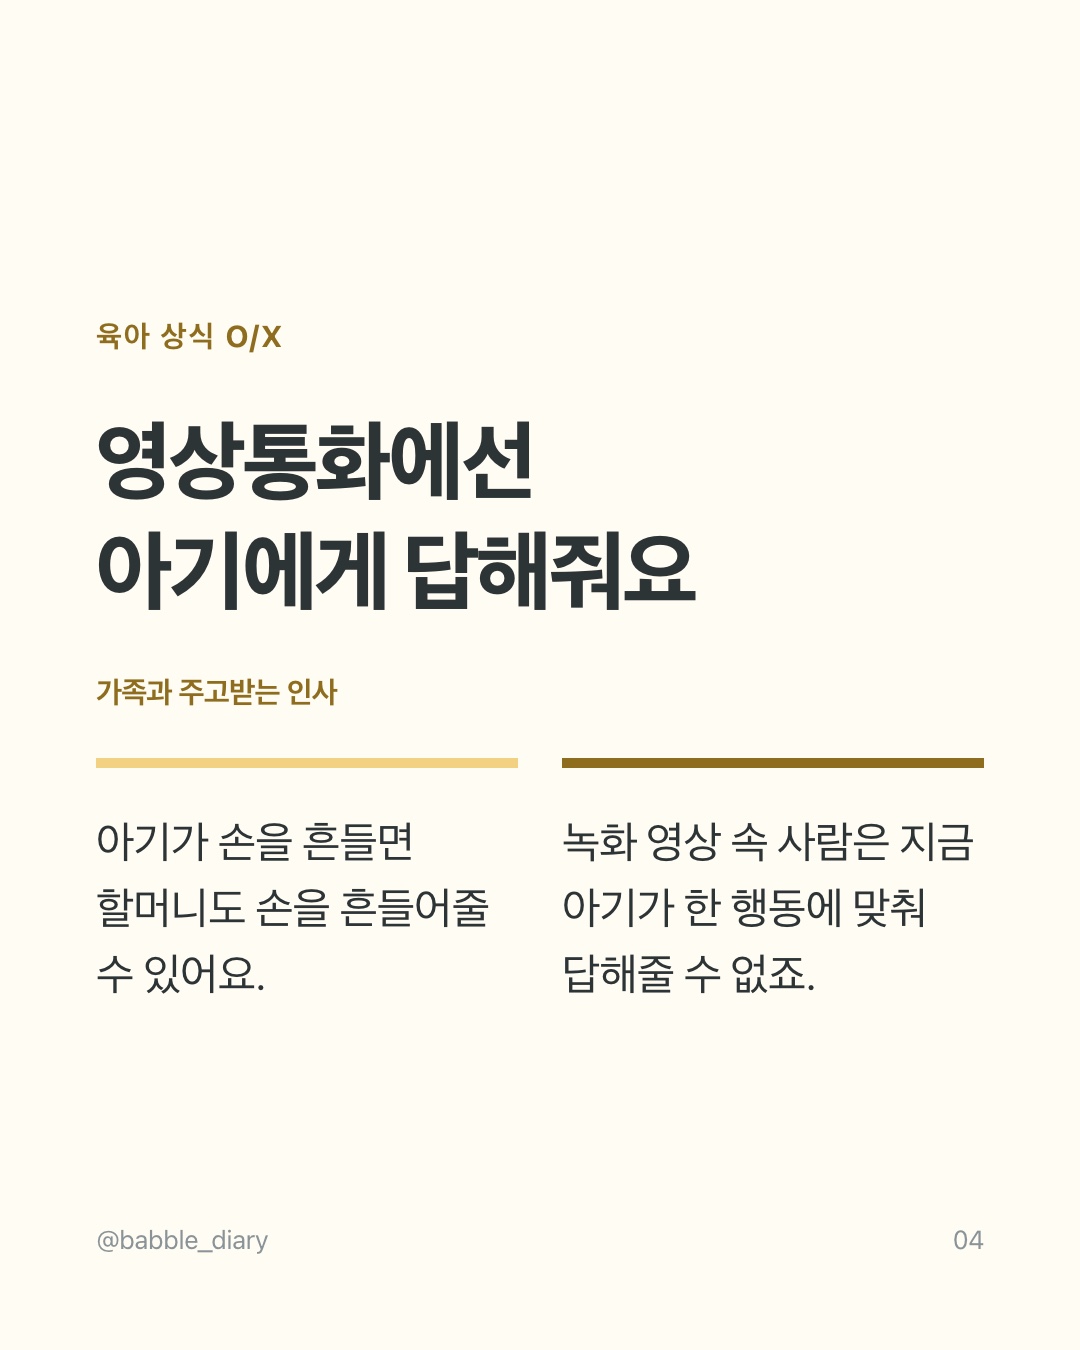 육아 상식 O/X
영상통화에선
아기에게 답해줘요
가족과 주고받는 인사
아기가 손을 흔들면
할머니도 손을 흔들어줄
수 있어요.
녹화 영상 속 사람은 지금
아기가 한 행동에 맞춰
답해줄 수 없죠.
@babble_diary
04